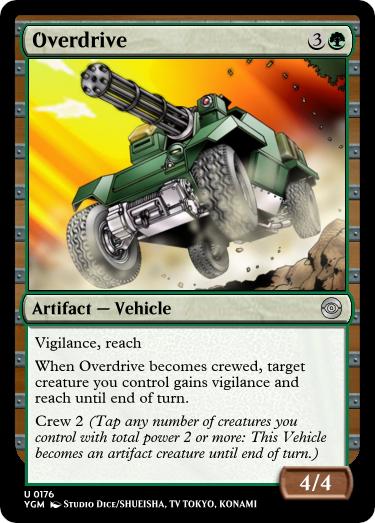 Overdrive 3
Artifact — Vehicle
Vigilance, reach
When Overdrive becomes crewed, target
creature you control gains vigilance and
reach until end of turn.
Crew 2 (Tap any number of creatures you
control with total power 2 or more: This Vehicle
becomes an artifact creature until end of turn.)
4/4
U 0176
YGM Studio Dice/SHUEISHA, TV TOKYO, KONAMI